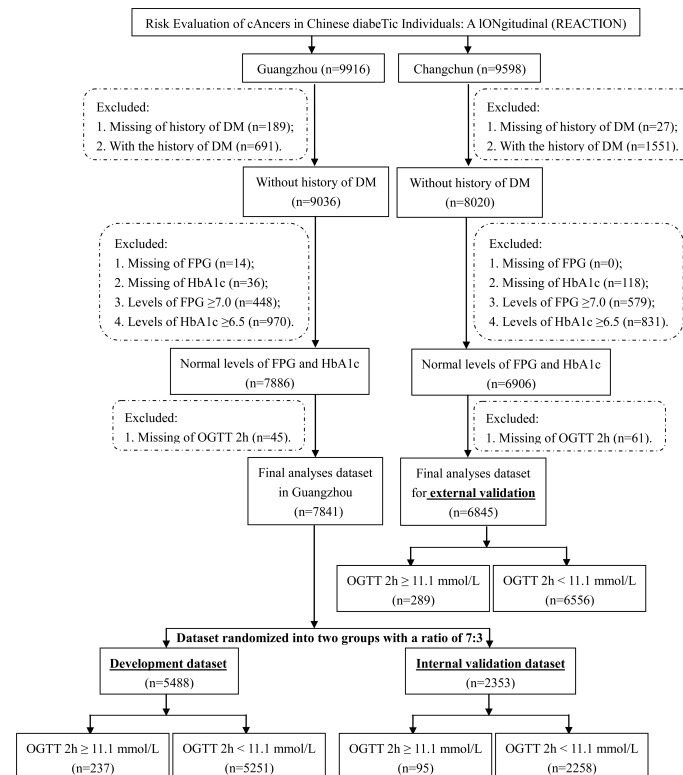 Risk Evaluation of cAncers in Chinese diabeTic Individuals: A lONgitudinal (REACTION)
Guangzhou (n=9916)
Changchun (n=9598)
Excluded:
1. Missing of history of DM (n=189);
2. With the history of DM (n=691).
Excluded:
1. Missing of history of DM (n=27);
2. With the history of DM (n=1551).
Without history of DM
(n=9036)
Without history of DM
(n=8020)
Excluded:
1. Missing of FPG (n=14);
2. Missing of HbA1c (n=36);
3. Levels of FPG ≥7.0 (n=448);
4. Levels of HbA1c ≥6.5 (n=970).
Excluded:
1. Missing of FPG (n=0);
2. Missing of HbA1c (n=118);
3. Levels of FPG ≥7.0 (n=579);
4. Levels of HbA1c ≥6.5 (n=831).
Normal levels of FPG and HbA1c
(n=7886)
Normal levels of FPG and HbA1c
(n=6906)
Excluded:
1. Missing of OGTT 2h (n=45).
Excluded:
1. Missing of OGTT 2h (n=61).
Final analyses dataset
in Guangzhou
(n=7841)
Final analyses dataset
for external validation
(n=6845)
OGTT 2h ≥ 11.1 mmol/L
(n=289)
OGTT 2h < 11.1 mmol/L
(n=6556)
Dataset randomized into two groups with a ratio of 7:3
Development dataset
(n=5488)
Internal validation dataset
(n=2353)
OGTT 2h ≥ 11.1 mmol/L
(n=237)
OGTT 2h < 11.1 mmol/L
(n=5251)
OGTT 2h ≥ 11.1 mmol/L
(n=95)
OGTT 2h < 11.1 mmol/L
(n=2258)